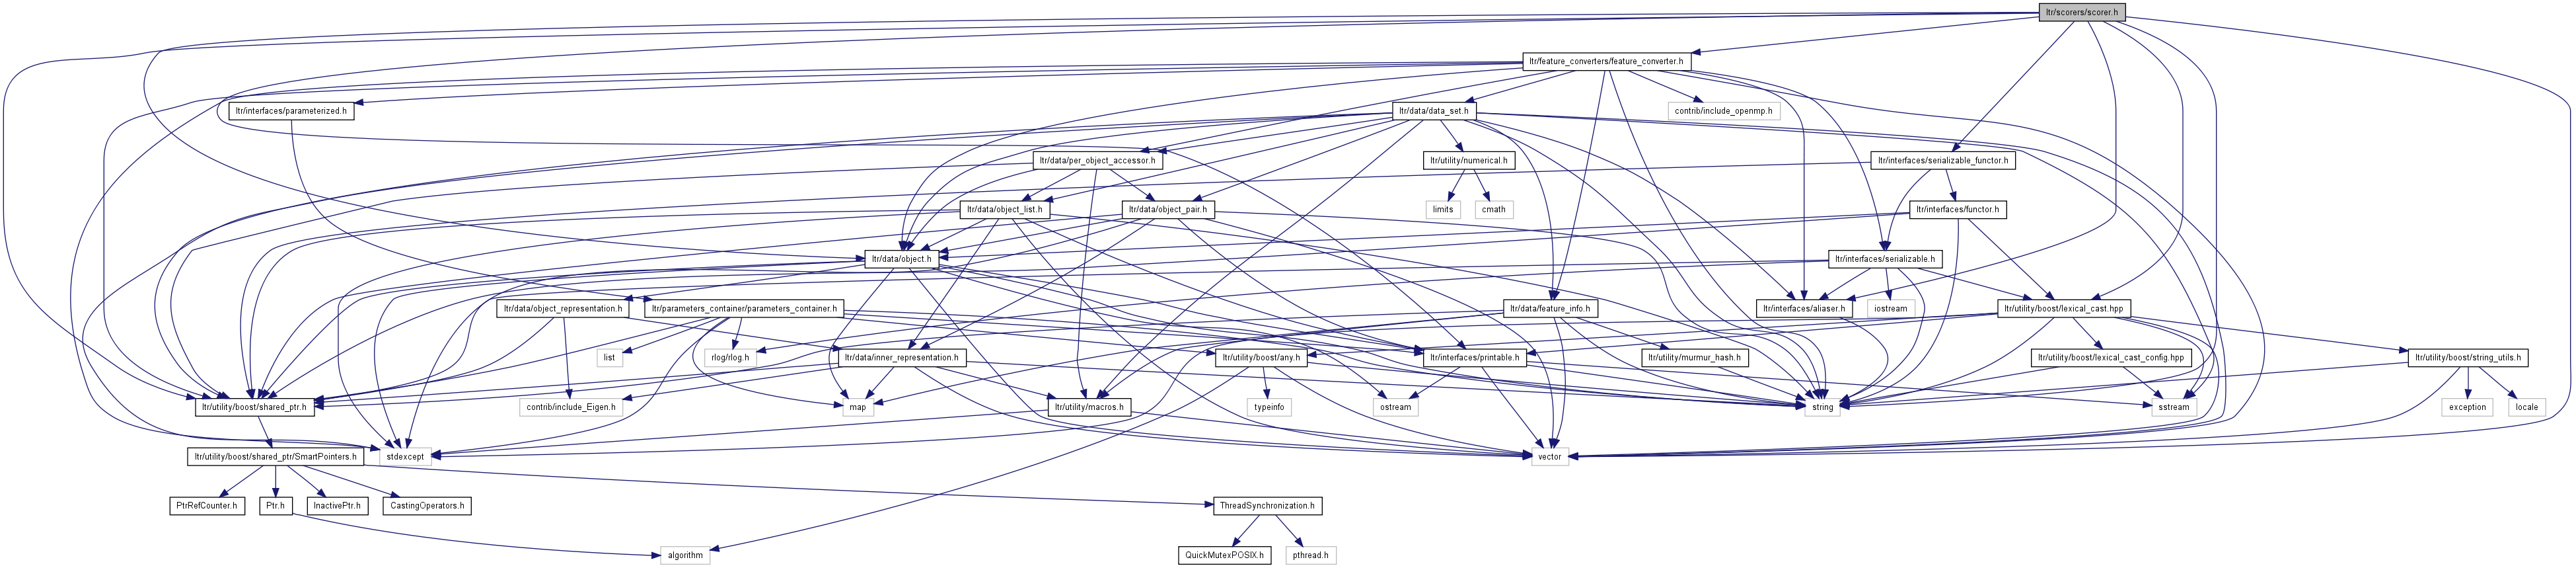 ltr/scorers/scorer.h
ltr/feature_converters/feature_converter.h
ltr/interfaces/parameterized.h
ltr/data/data_set.h
contrib/include_openmp.h
ltr/data/per_object_accessor.h
ltr/utility/numerical.h
ltr/interfaces/serializable_functor.h
ltr/data/object_list.h
ltr/data/object_pair.h
limits
cmath
ltr/interfaces/functor.h
ltr/data/object.h
ltr/interfaces/serializable.h
ltr/data/object_representation.h
ltr/parameters_container/parameters_container.h
ltr/data/feature_info.h
ltr/interfaces/aliaser.h
iostream
ltr/utility/boost/lexical_cast.hpp
list
rlog/rlog.h
ltr/data/inner_representation.h
ltr/utility/boost/any.h
ltr/interfaces/printable.h
ltr/utility/murmur_hash.h
ltr/utility/boost/lexical_cast_config.hpp
ltr/utility/boost/string_utils.h
ltr/utility/boost/shared_ptr.h
contrib/include_Eigen.h
map
ltr/utility/macros.h
typeinfo
ostream
string
sstream
exception
locale
ltr/utility/boost/shared_ptr/SmartPointers.h
stdexcept
vector
PtrRefCounter.h
Ptr.h
InactivePtr.h
CastingOperators.h
ThreadSynchronization.h
algorithm
QuickMutexPOSIX.h
pthread.h